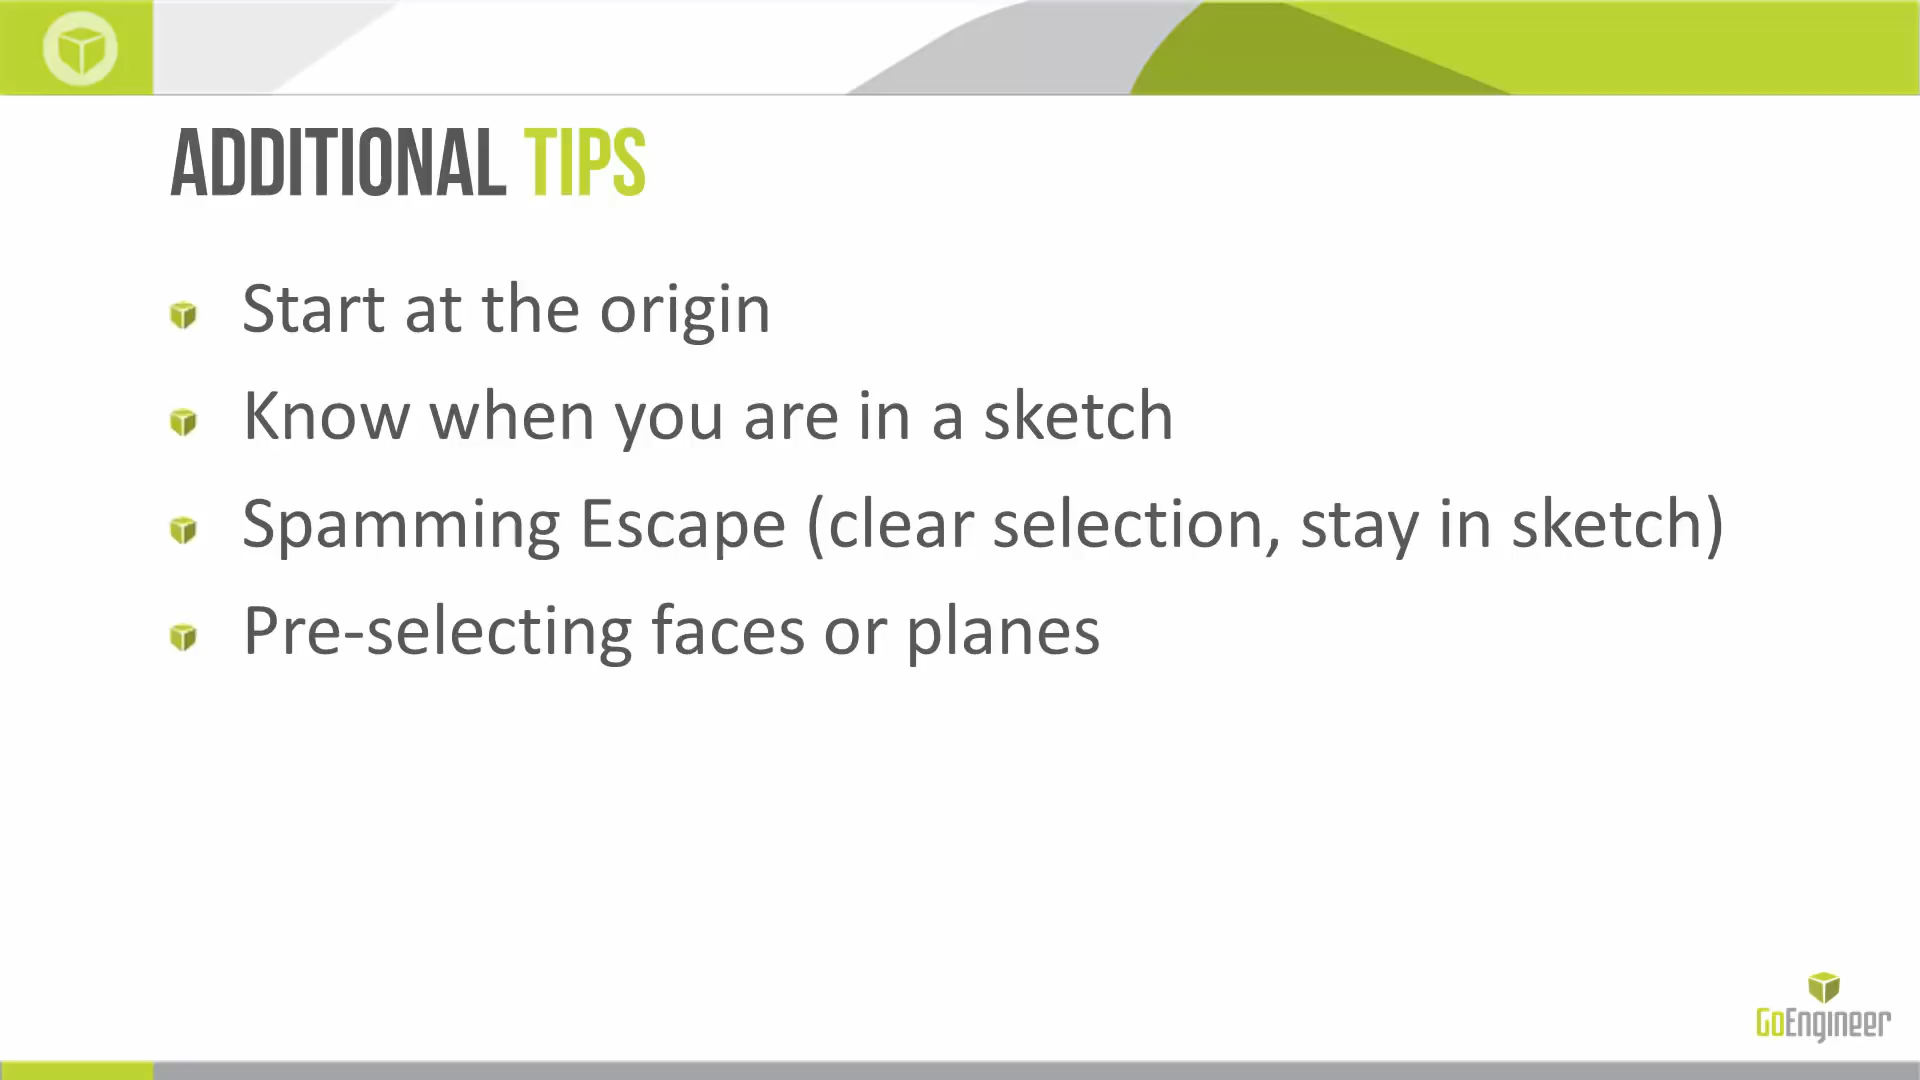 ADDITIONAL TIPS
Start at the origin
Know when you are in a sketch
Spamming Escape (clear selection, stay in sketch)
Pre-selecting faces or planes
GoEngineer